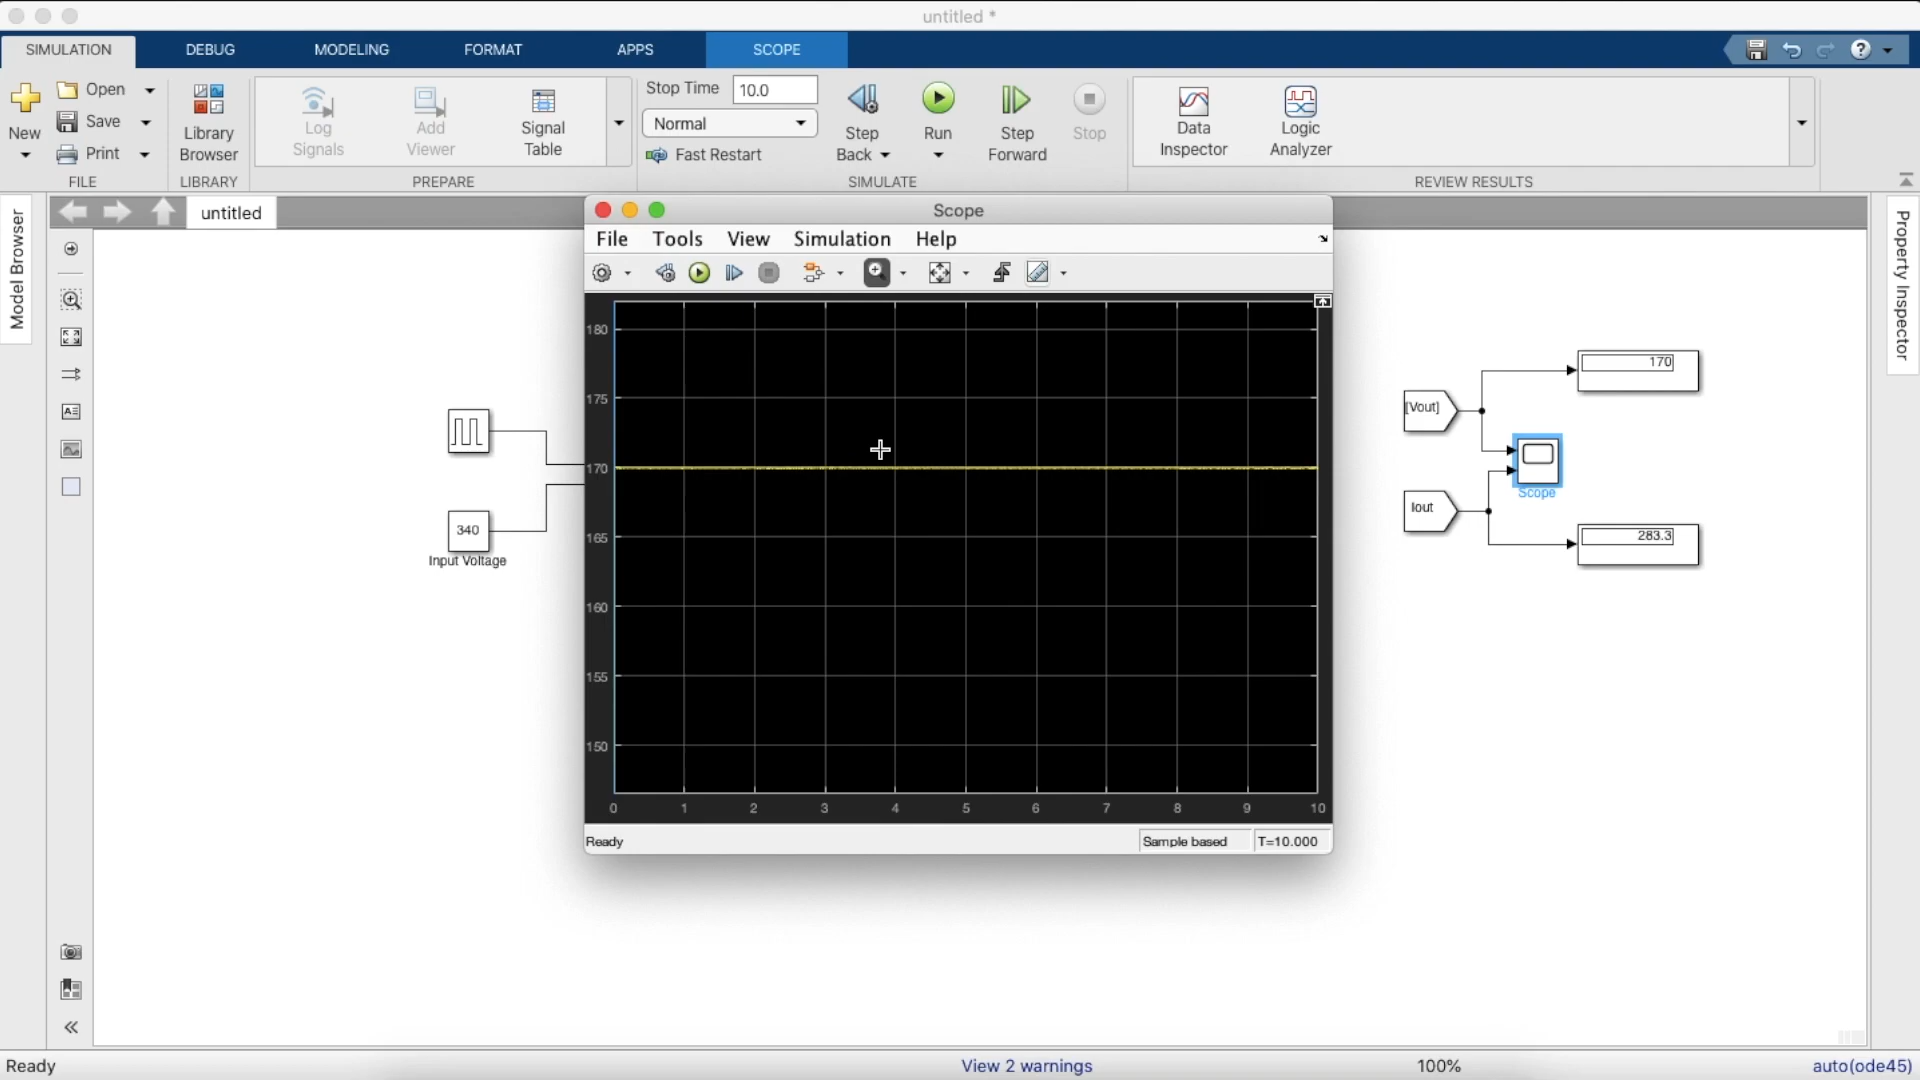 untitled *
SIMULATION DEBUG MODELING FORMAT APPS SCOPE
New
Open
Save
Print
FILE
Library
Browser
LIBRARY
Log
Signals
Add
Viewer
Signal
Table
PREPARE
Stop Time 10.0
Normal
Fast Restart
Step
Back
Run
Step
Forward
Stop
SIMULATE
Data
Inspector
Logic
Analyzer
REVIEW RESULTS
Model Browser
untitled
Property Inspector
Scope
File Tools View Simulation Help
180
175
170
165
160
155
150
0 1 2 3 4 5 6 7 8 9 10
Ready
Sample based
T=10.000
340
Input Voltage
[Vout]
170
Scope
Iout
283.3
Ready
View 2 warnings
100%
auto(ode45)